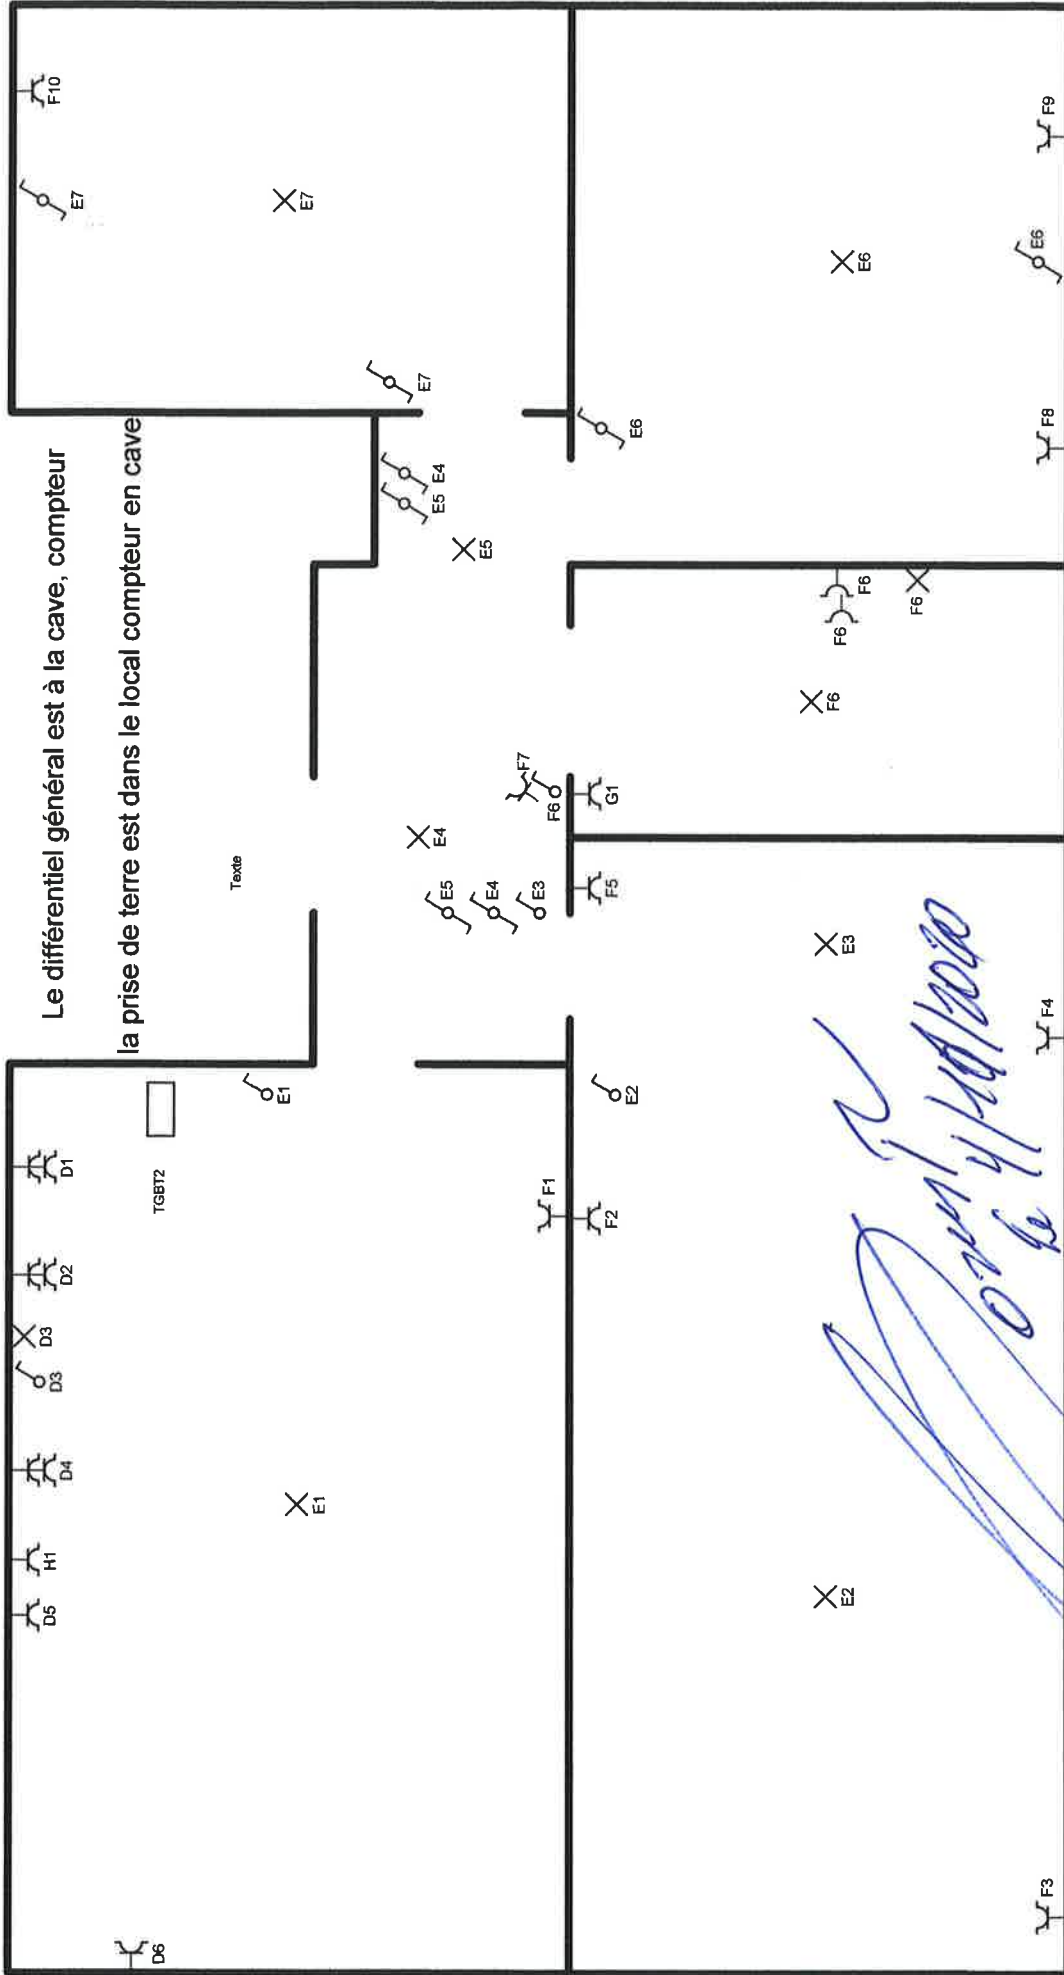 Le différentiel général est à la cave, compteur
la prise de terre est dans le local compteur en cave
D5
H1
D4
D3
D3
D2
D1
F10
E7
D6
TGBT2
Texte
E1
E7
E1
E7
E4
E5
E4
E5
E5
E4
E3
F7
F1
F6
F2
F5
G1
E2
E6
F6
F6
E2
E3
E6
F6
F6
E6
F3
F4
F8
F9